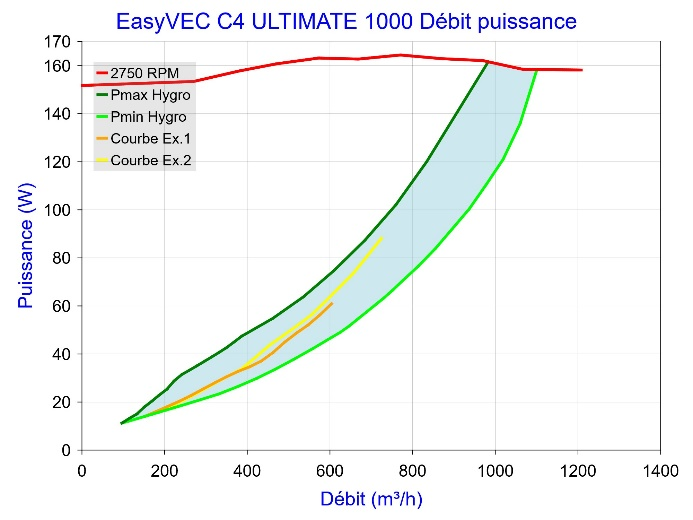 EasyVEC C4 ULTIMATE 1000 Débit puissance
170
160
140
120
100
80
60
40
20
0
Puissance (W)
2750 RPM
Pmax Hygro
Pmin Hygro
Courbe Ex.1
Courbe Ex.2
0 200 400 600 800 1000 1200 1400
Débit (m³/h)